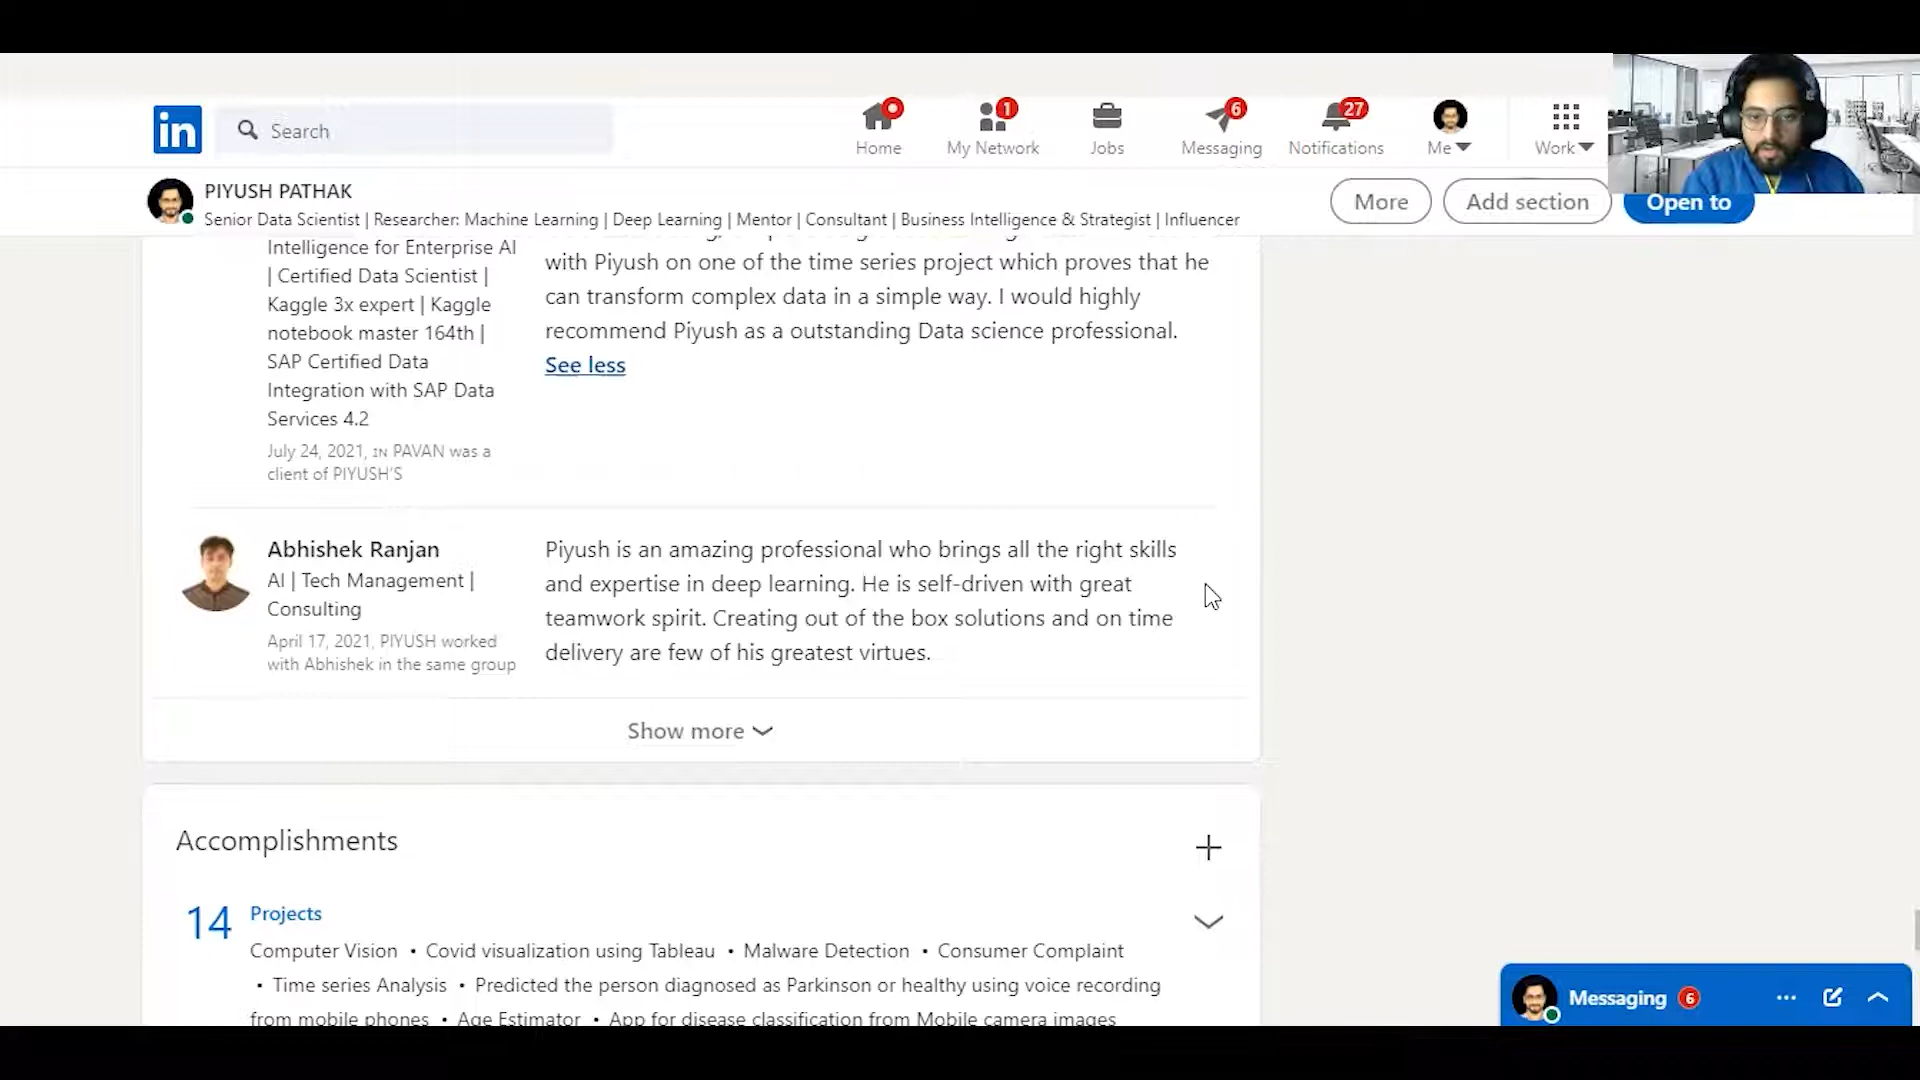 in
Search
Home
1
My Network
Jobs
6
Messaging
27
Notifications
Me
Work
PIYUSH PATHAK
Senior Data Scientist | Researcher: Machine Learning | Deep Learning | Mentor | Consultant | Business Intelligence & Strategist | Influencer
More
Add section
Open to
Intelligence for Enterprise AI
| Certified Data Scientist |
Kaggle 3x expert | Kaggle
notebook master 164th |
SAP Certified Data
Integration with SAP Data
Services 4.2
July 24, 2021, IN PAVAN was a
client of PIYUSH'S
with Piyush on one of the time series project which proves that he
can transform complex data in a simple way. I would highly
recommend Piyush as a outstanding Data science professional.
See less
Abhishek Ranjan
AI | Tech Management |
Consulting
April 17, 2021, PIYUSH worked
with Abhishek in the same group
Piyush is an amazing professional who brings all the right skills
and expertise in deep learning. He is self-driven with great
teamwork spirit. Creating out of the box solutions and on time
delivery are few of his greatest virtues.
Show more
Accomplishments
14
Projects
Computer Vision • Covid visualization using Tableau • Malware Detection • Consumer Complaint
• Time series Analysis • Predicted the person diagnosed as Parkinson or healthy using voice recording
from mobile phones • Age Estimator • App for disease classification from Mobile camera images
Messaging 6